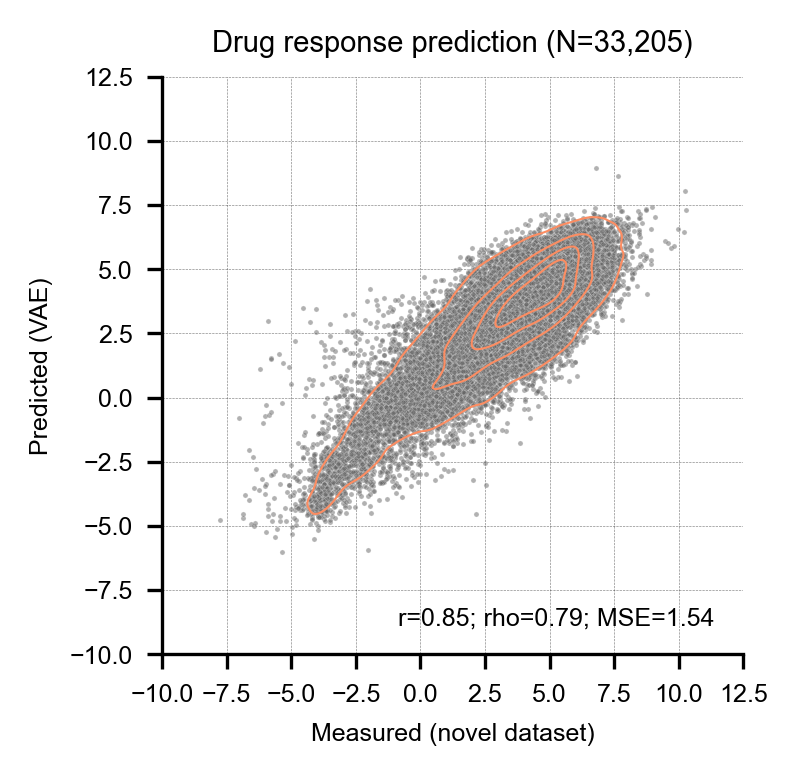 Drug response prediction (N=33,205)
12.5
10.0
7.5
5.0
2.5
0.0
−2.5
−5.0
−7.5
−10.0
Predicted (VAE)
r=0.85; rho=0.79; MSE=1.54
−10.0 −7.5 −5.0 −2.5 0.0 2.5 5.0 7.5 10.0 12.5
Measured (novel dataset)